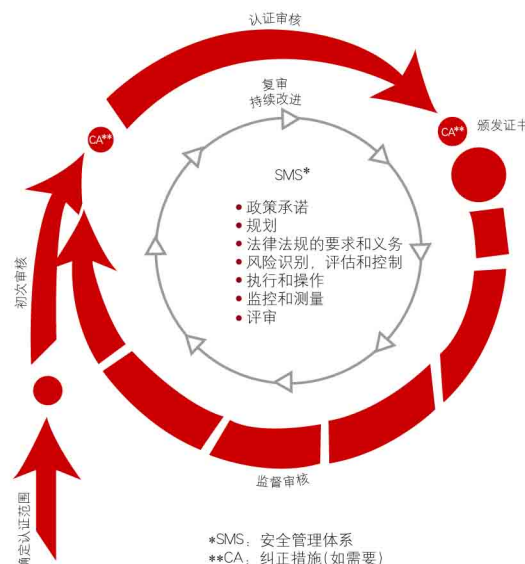 认证审核
复审
持续改进
CA**
CA**
颁发证书
SMS*
• 政策承诺
• 规划
• 法律法规的要求和义务
• 风险识别，评估和控制
• 执行和操作
• 监控和测量
• 评审
初次审核
监督审核
确定认证范围
*SMS：安全管理体系
**CA：纠正措施(如需要)